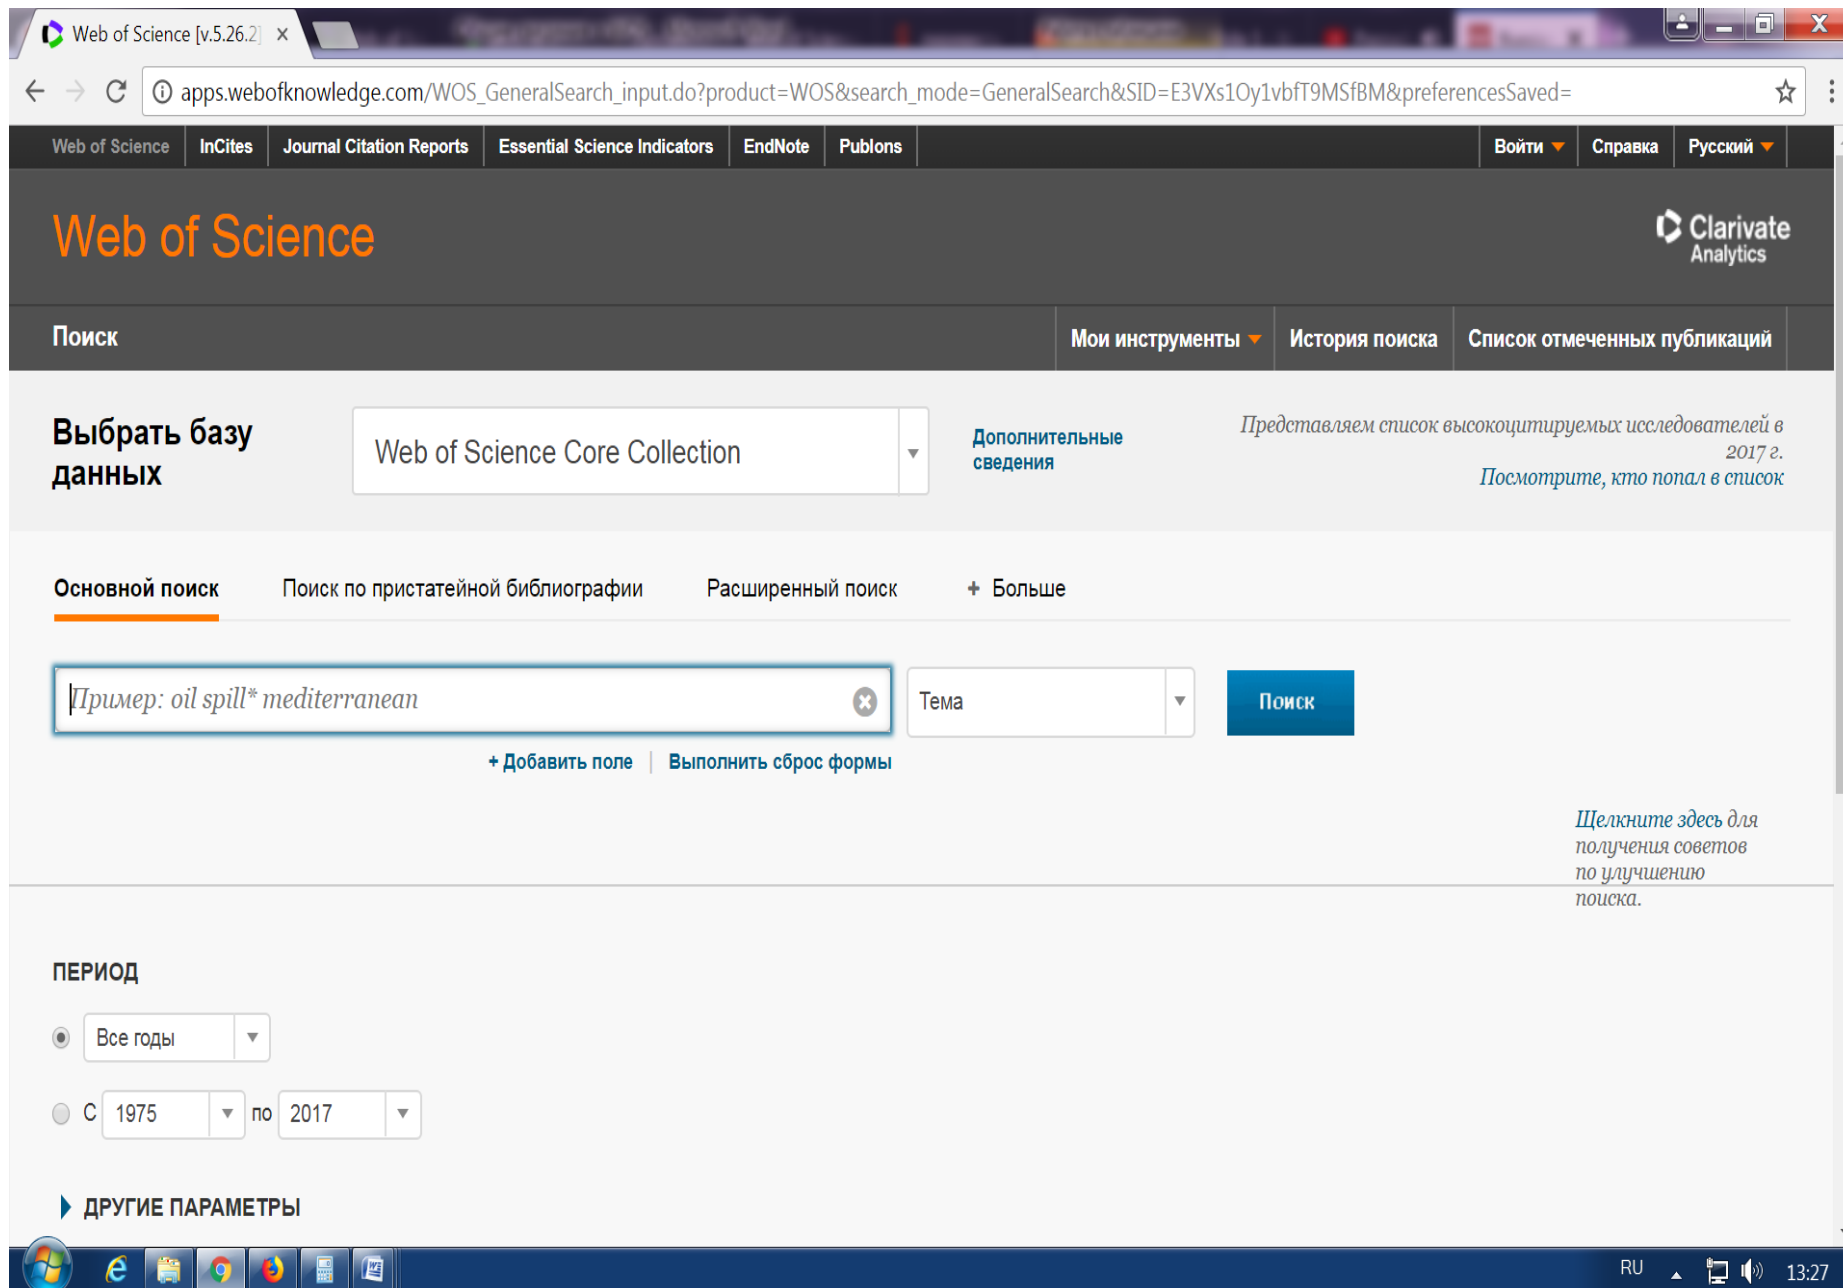 Web of Science [v.5.26.2]
apps.webofknowledge.com/WOS_GeneralSearch_input.do?product=WOS&search_mode=GeneralSearch&SID=E3VXs1Oy1vbfT9MSfBM&preferencesSaved=
Web of Science InCites Journal Citation Reports Essential Science Indicators EndNote Publons Войти Справка Русский
Web of Science
Clarivate
Analytics
Поиск Мои инструменты История поиска Список отмеченных публикаций
Выбрать базу
данных
Web of Science Core Collection
Дополнительные
сведения
Представляем список высокоцитируемых исследователей в
2017 г.
Посмотрите, кто попал в список
Основной поиск Поиск по пристатейной библиографии Расширенный поиск + Больше
Пример: oil spill* mediterranean Тема Поиск
+ Добавить поле Выполнить сброс формы
Щелкните здесь для
получения советов
по улучшению
поиска.
ПЕРИОД
Все годы
С 1975 по 2017
ДРУГИЕ ПАРАМЕТРЫ
RU 13:27